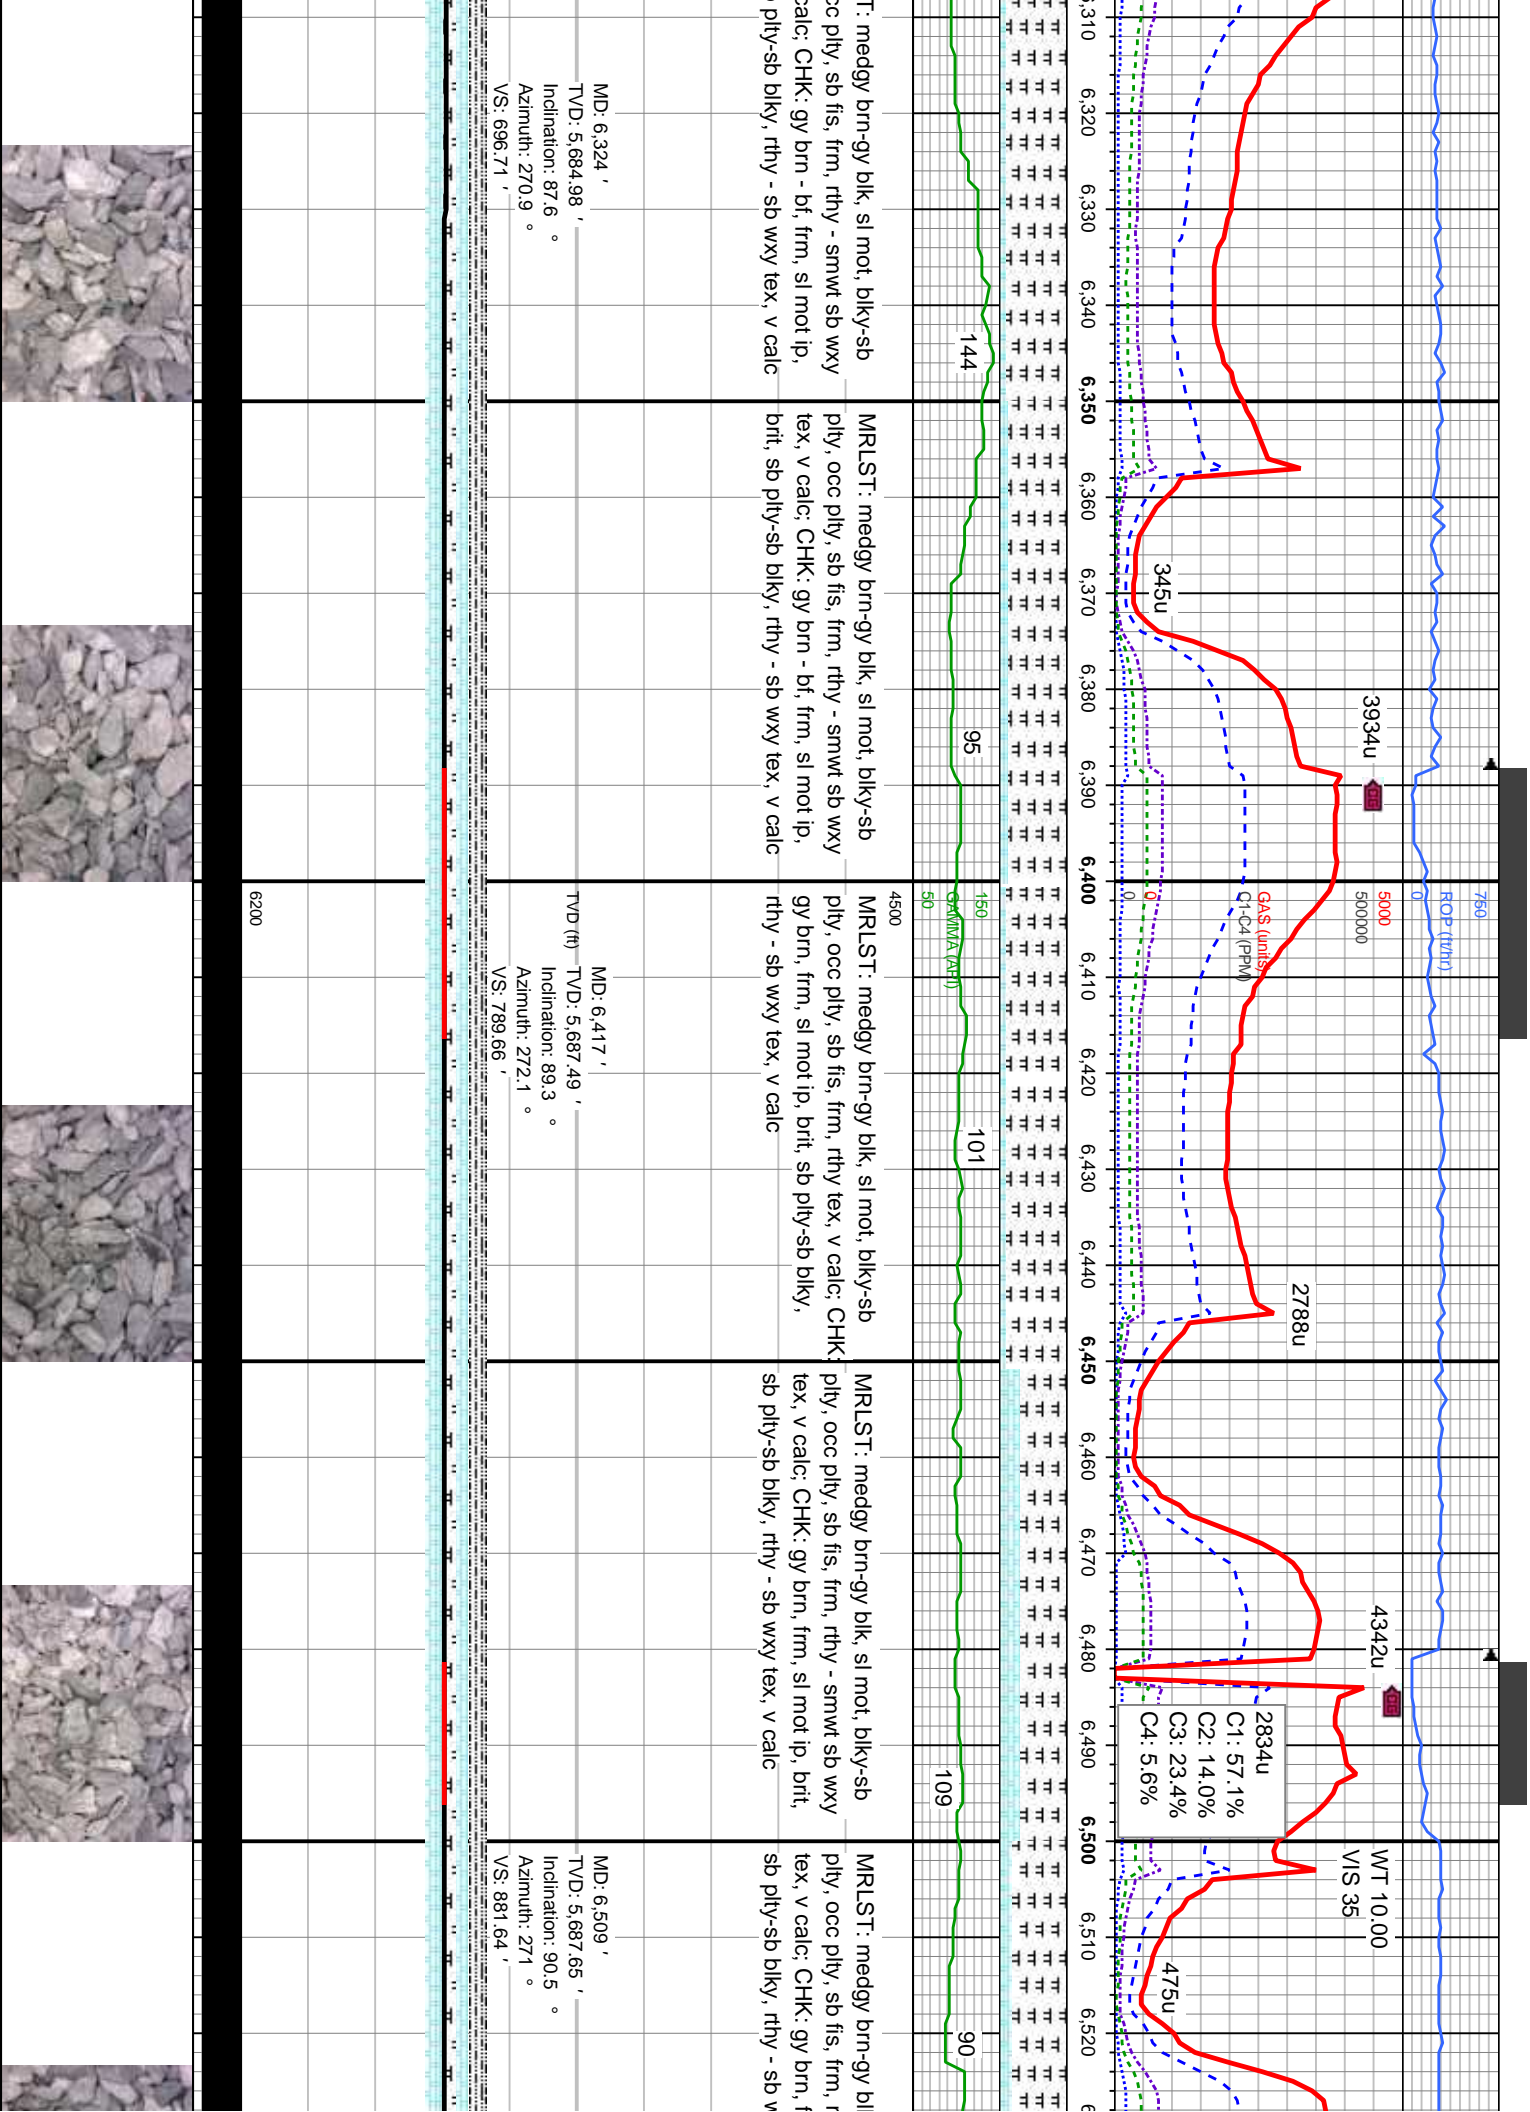 750
ROP (ft/hr)
0
5000
500000
GAS (units)
C1-C4 (PPM)
0
0
3934u
345u
2788u
4342u
2834u
C1: 57.1%
C2: 14.0%
C3: 23.4%
C4: 5.6%
WT 10.00
VIS 35
475u
6,310
6,320
6,330
6,340
6,350
6,360
6,370
6,380
6,390
6,400
6,410
6,420
6,430
6,440
6,450
6,460
6,470
6,480
6,490
6,500
6,510
6,520
150
GAMMA (API)
50
144
95
101
109
90
T: medgy brn-gy blk, sl mot, blky-sb
cc plty, sb fis, frm, rthy - smwt sb wxy
calc; CHK: gy brn - bf, frm, sl mot ip,
plty-sb blky, rthy - sb wxy tex, v calc
MRLST: medgy brn-gy blk, sl mot, blky-sb
plty, occ plty, sb fis, frm, rthy - smwt sb wxy
tex, v calc; CHK: gy brn - bf, frm, sl mot ip,
brit, sb plty-sb blky, rthy - sb wxy tex, v calc
MRLST: medgy brn-gy blk, sl mot, blky-sb
plty, occ plty, sb fis, frm, rthy tex, v calc; CHK:
gy brn, frm, sl mot ip, brit, sb plty-sb blky,
rthy - sb wxy tex, v calc
MRLST: medgy brn-gy blk, sl mot, blky-sb
plty, occ plty, sb fis, frm, rthy - smwt sb wxy
tex, v calc; CHK: gy brn, frm, sl mot ip, brit,
sb plty-sb blky, rthy - sb wxy tex, v calc
MRLST: medgy brn-gy bl
plty, occ plty, sb fis, frm, r
tex, v calc; CHK: gy brn, f
sb plty-sb blky, rthy - sb w
4500
TVD (ft)
6200
MD: 6,324 '
TVD: 5,684.98 '
Inclination: 87.6 °
Azimuth: 270.9 °
VS: 696.71 '
MD: 6,417 '
TVD: 5,687.49 '
Inclination: 89.3 °
Azimuth: 272.1 °
VS: 789.66 '
MD: 6,509 '
TVD: 5,687.65 '
Inclination: 90.5 °
Azimuth: 271 °
VS: 881.64 '